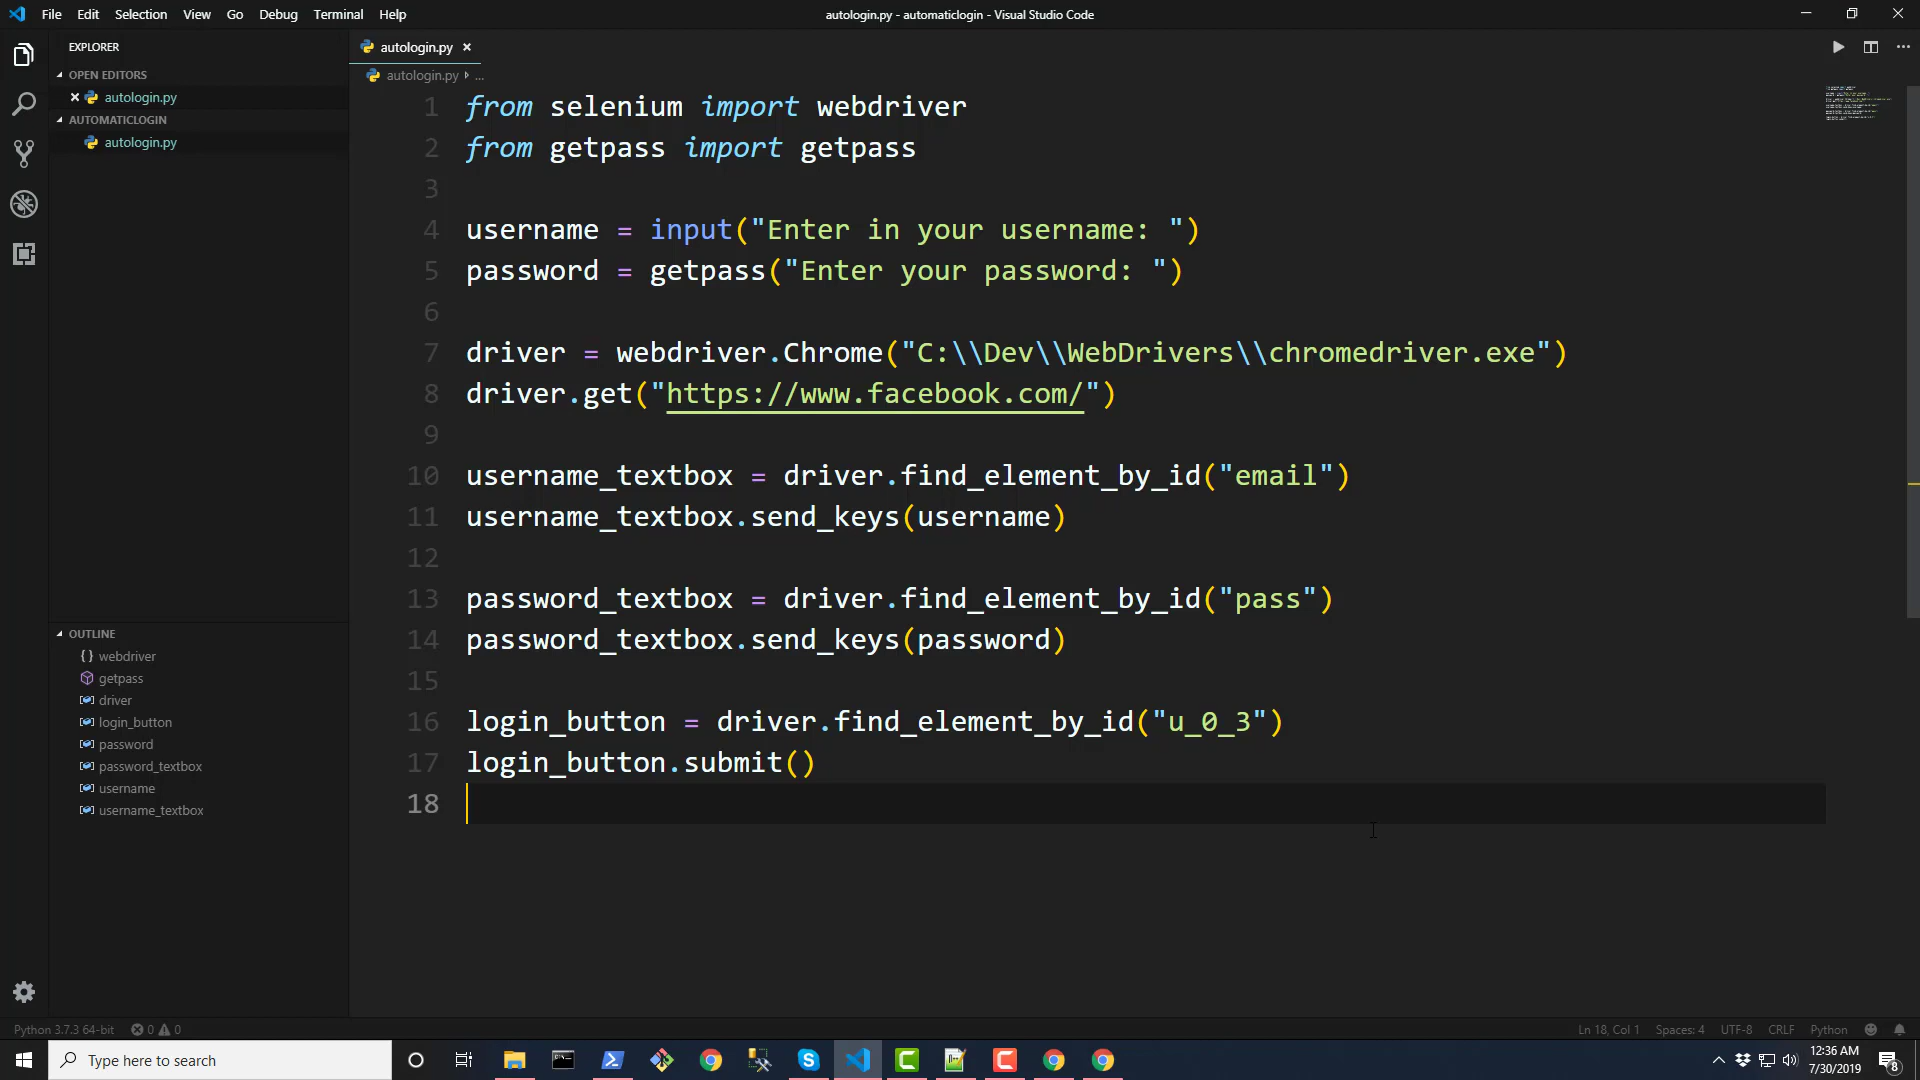 File Edit Selection View Go Debug Terminal Help
autologin.py - automaticlogin - Visual Studio Code
EXPLORER
OPEN EDITORS
autologin.py
AUTOMATICLOGIN
autologin.py
OUTLINE
webdriver
getpass
driver
login_button
password
password_textbox
username
username_textbox
autologin.py
autologin.py ...
1 from selenium import webdriver
2 from getpass import getpass
3
4 username = input("Enter in your username: ")
5 password = getpass("Enter your password: ")
6
7 driver = webdriver.Chrome("C:\\Dev\\WebDrivers\\chromedriver.exe")
8 driver.get("https://www.facebook.com/")
9
10 username_textbox = driver.find_element_by_id("email")
11 username_textbox.send_keys(username)
12
13 password_textbox = driver.find_element_by_id("pass")
14 password_textbox.send_keys(password)
15
16 login_button = driver.find_element_by_id("u_0_3")
17 login_button.submit()
18
Python 3.7.3 64-bit 0 0
Ln 18, Col 1 Spaces: 4 UTF-8 CRLF Python
Type here to search
12:36 AM
7/30/2019
8